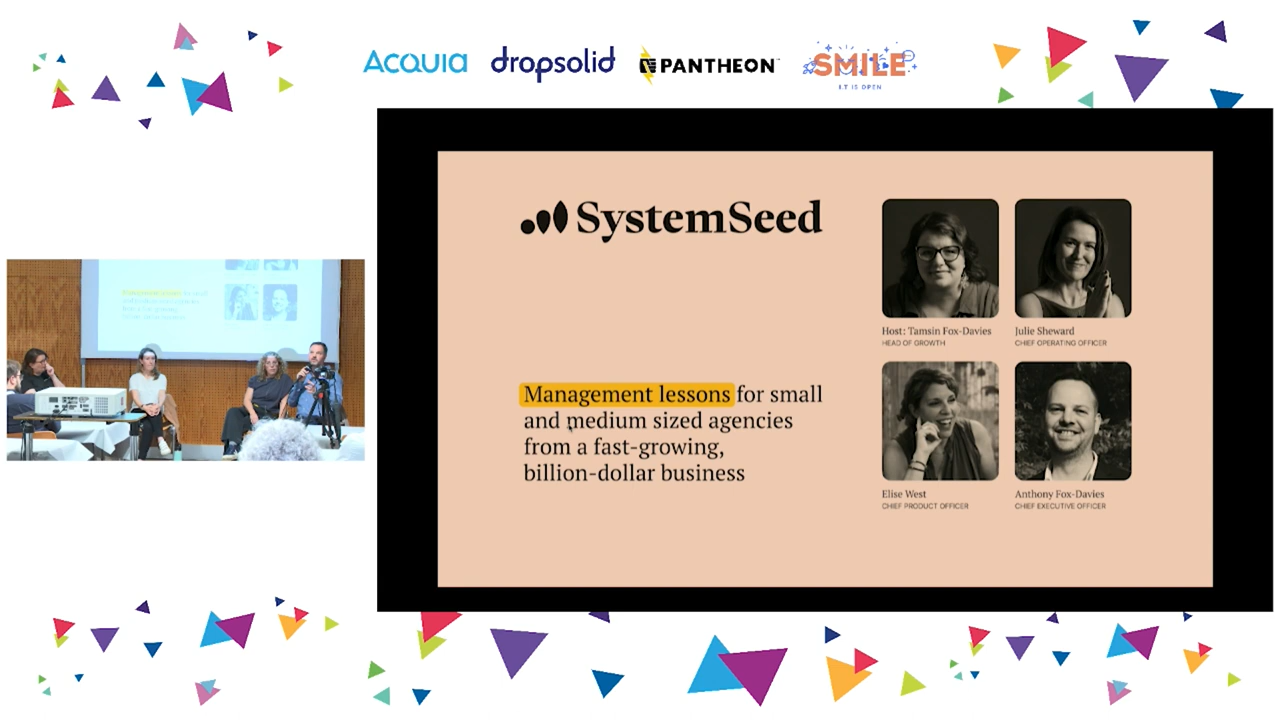 Acquia
dropsolid
PANTHEON
SMILE
I.T IS OPEN
SystemSeed
Management lessons for small
and medium sized agencies
from a fast-growing,
billion-dollar business
Host: Tamsin Fox-Davies
HEAD OF GROWTH
Julie Sheward
CHIEF OPERATING OFFICER
Elise West
CHIEF PRODUCT OFFICER
Anthony Fox-Davies
CHIEF EXECUTIVE OFFICER